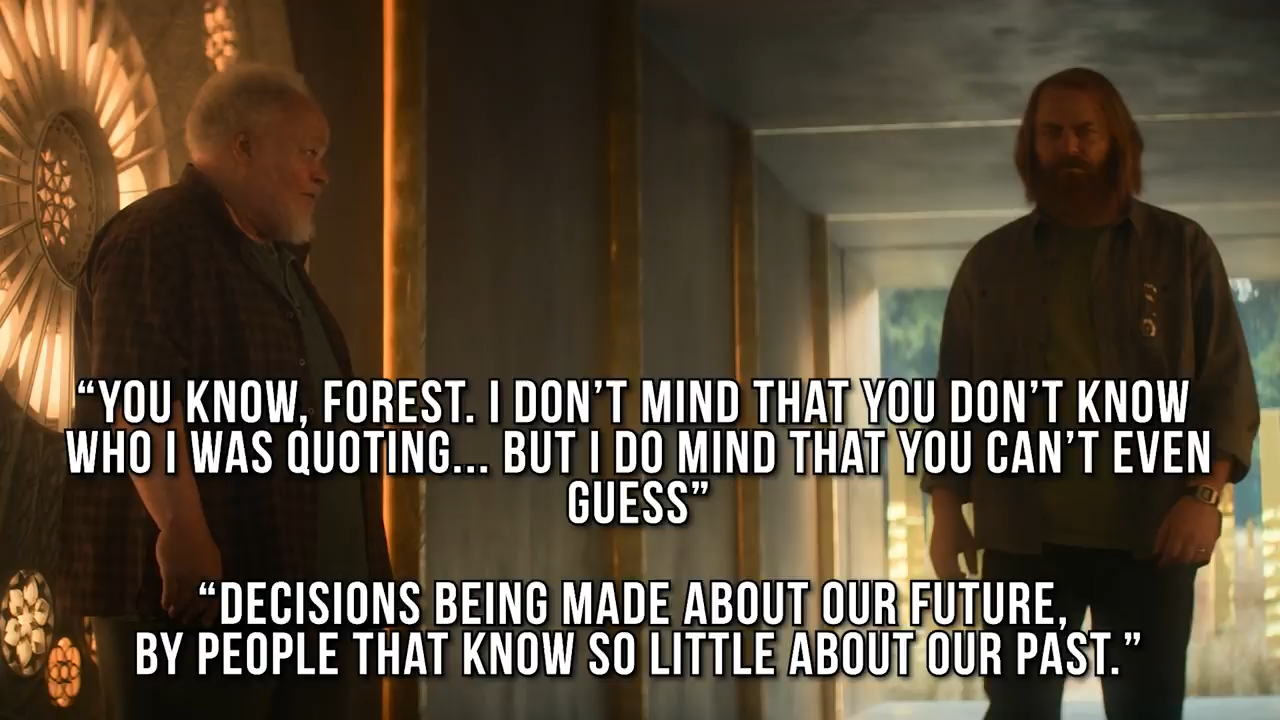 “YOU KNOW, FOREST. I DON’T MIND THAT YOU DON’T KNOW
WHO I WAS QUOTING... BUT I DO MIND THAT YOU CAN’T EVEN
GUESS”
“DECISIONS BEING MADE ABOUT OUR FUTURE,
BY PEOPLE THAT KNOW SO LITTLE ABOUT OUR PAST.”